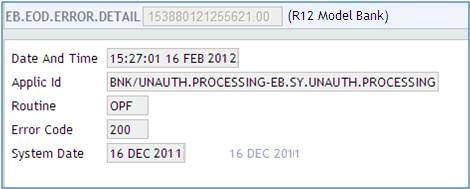 EB.EOD.ERROR.DETAIL 153880121255621.00 (R12 Model Bank)
Date And Time 15:27:01 16 FEB 2012
Applic Id BNK/UNAUTH.PROCESSING-EB.SY.UNAUTH.PROCESSING
Routine OPF
Error Code 200
System Date 16 DEC 2011 16 DEC 2011